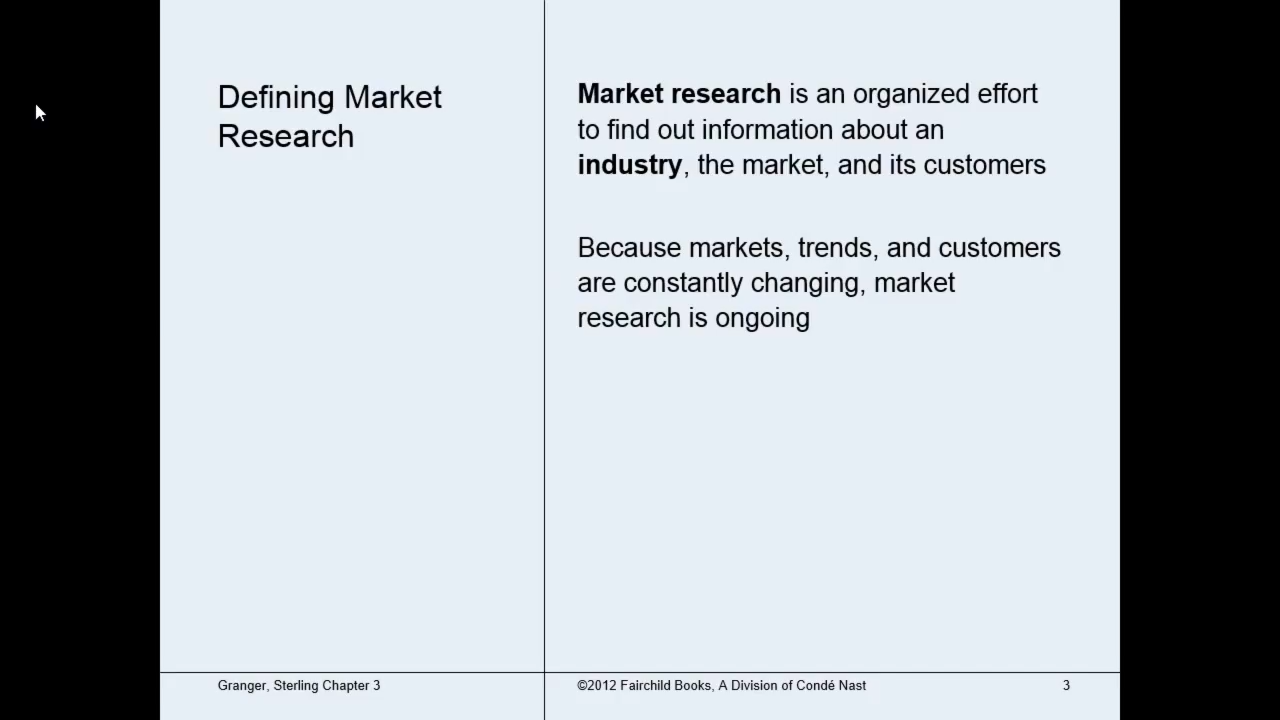 Defining Market
Research
Market research is an organized effort
to find out information about an
industry, the market, and its customers
Because markets, trends, and customers
are constantly changing, market
research is ongoing
Granger, Sterling Chapter 3
©2012 Fairchild Books, A Division of Condé Nast
3